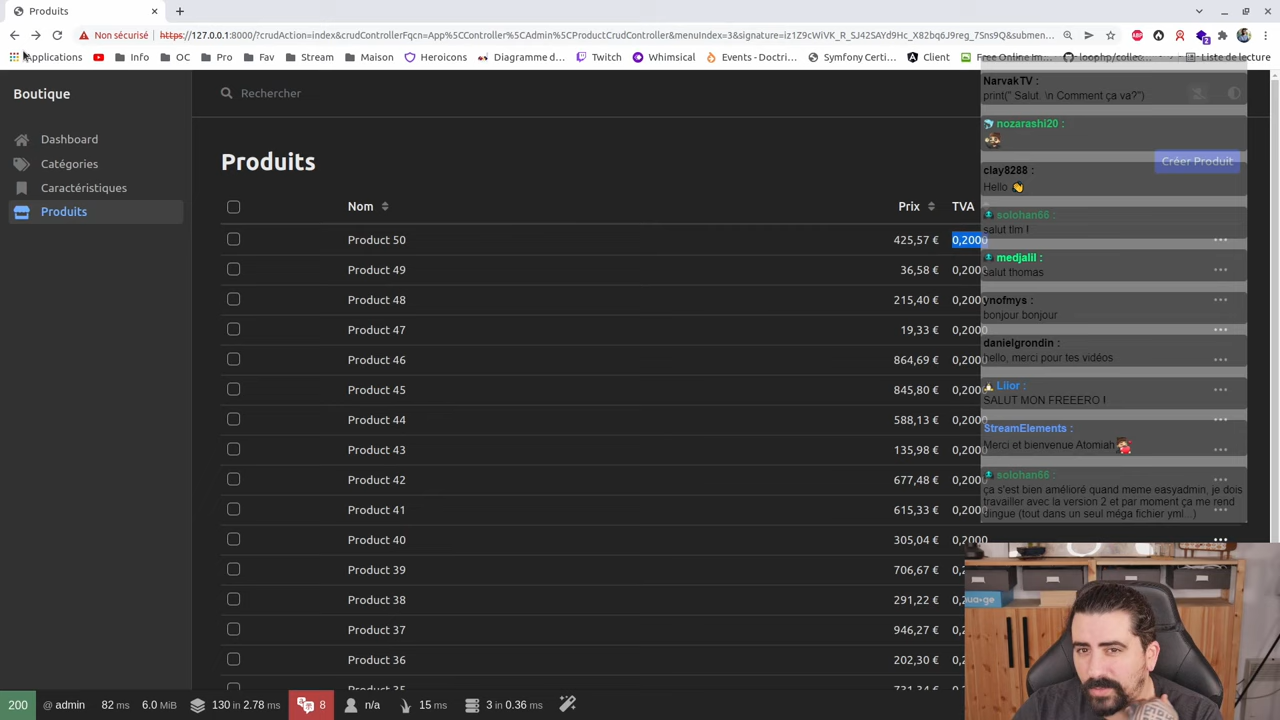 Produits
Non sécurisé
https://127.0.0.1:8000/?crudAction=index&crudControllerFqcn=App%5CController%5CAdmin%5CProductCrudController&menuIndex=3&signature=
Applications
Info
OC
Pro
Fav
Stream
Maison
Heroicons
Diagramme d...
Twitch
Whimsical
Events - Doctri...
Symfony Certi...
Client
Free Online Im...
loophp/collec...
Liste de lecture
Boutique
Dashboard
Catégories
Caractéristiques
Produits
Rechercher
Produits
Créer Produit
Nom
Prix
TVA
Product 50 425,57 € 0,2000
Product 49 36,58 € 0,2000
Product 48 215,40 € 0,2000
Product 47 19,33 € 0,2000
Product 46 864,69 € 0,2000
Product 45 845,80 € 0,2000
Product 44 588,13 € 0,2000
Product 43 135,98 € 0,2000
Product 42 677,48 € 0,2000
Product 41 615,33 € 0,2000
Product 40 305,04 € 0,2000
Product 39 706,67 €
Product 38 291,22 €
Product 37 946,27 €
Product 36 202,30 €
NarvakTV :
print(" Salut. \n Comment ça va?")
nozarashi20 :
clay8288 :
Hello 👋
solohan66 :
salut tlm !
medjalil :
salut thomas
ynofmys :
bonjour bonjour
danielgrondin :
hello, merci pour tes vidéos.
Liior :
SALUT MON FREEERO !
StreamElements :
Merci et bienvenue Atomiah
solohan66 :
ça s'est bien amélioré quand meme easyadmin, je dois
travailler avec la version 2 et par moment ça me rend
dingue (tout dans un seul méga fichier yml...)
200 @ admin 82 ms 6.0 MiB 130 in 2.78 ms 8 n/a 15 ms 3 in 0.36 ms